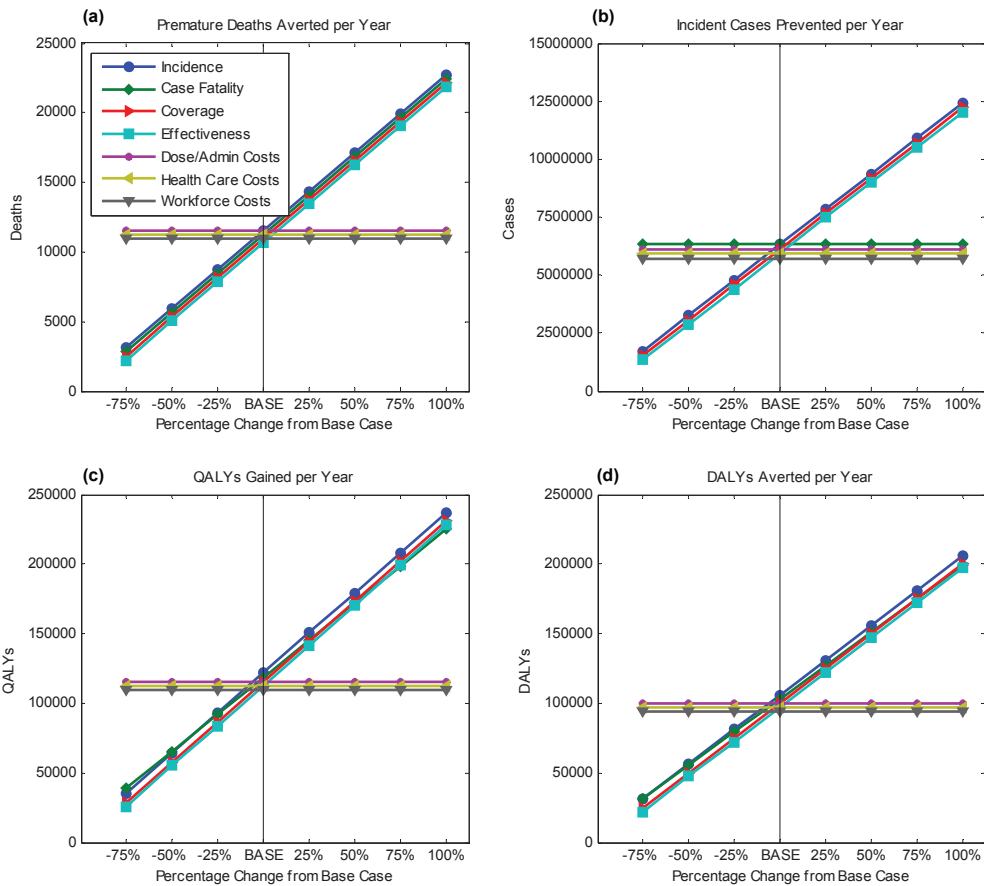 (a)
Premature Deaths Averted per Year
25000
20000
15000
10000
5000
0
Deaths
Incidence
Case Fatality
Coverage
Effectiveness
Dose/Admin Costs
Health Care Costs
Workforce Costs
-75% -50% -25% BASE 25% 50% 75% 100%
Percentage Change from Base Case
(b)
Incident Cases Prevented per Year
15000000
12500000
10000000
7500000
5000000
2500000
0
Cases
-75% -50% -25% BASE 25% 50% 75% 100%
Percentage Change from Base Case
(c)
QALYs Gained per Year
250000
200000
150000
100000
50000
0
QALYs
-75% -50% -25% BASE 25% 50% 75% 100%
Percentage Change from Base Case
(d)
DALYs Averted per Year
250000
200000
150000
100000
50000
0
DALYs
-75% -50% -25% BASE 25% 50% 75% 100%
Percentage Change from Base Case